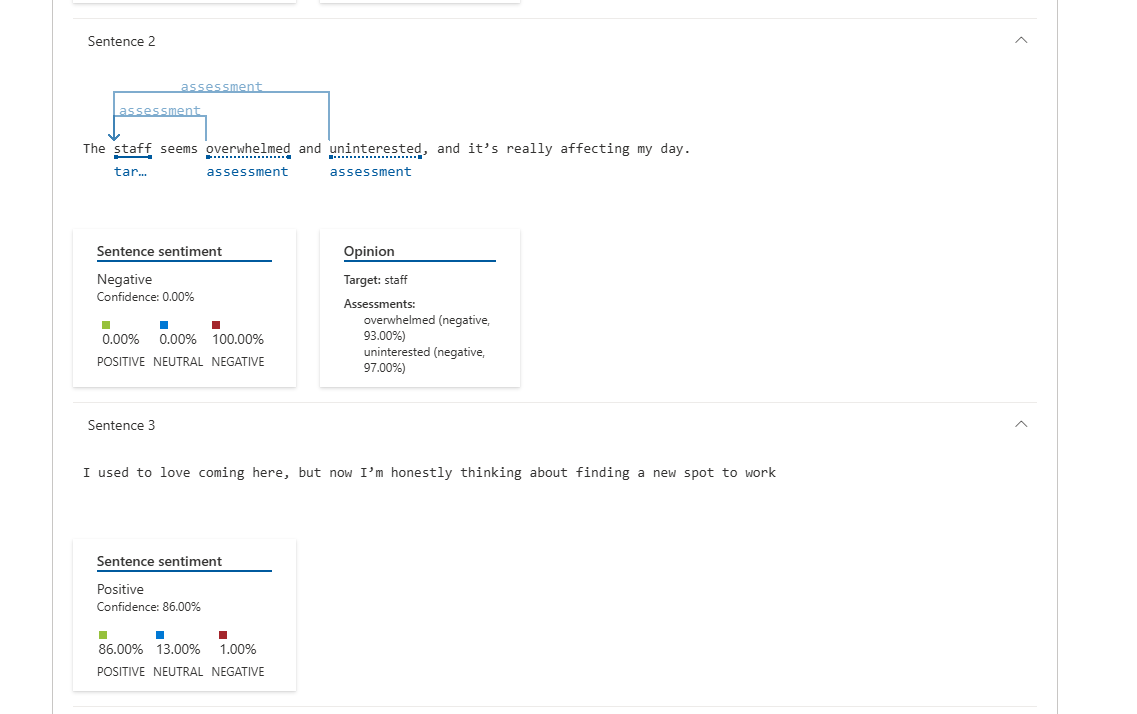 Sentence 2
assessment
assessment
The staff seems overwhelmed and uninterested, and it’s really affecting my day.
tar… assessment assessment
Sentence sentiment
Negative
Confidence: 0.00%
0.00% 0.00% 100.00%
POSITIVE NEUTRAL NEGATIVE
Opinion
Target: staff
Assessments:
overwhelmed (negative,
93.00%)
uninterested (negative,
97.00%)
Sentence 3
I used to love coming here, but now I’m honestly thinking about finding a new spot to work
Sentence sentiment
Positive
Confidence: 86.00%
86.00% 13.00% 1.00%
POSITIVE NEUTRAL NEGATIVE